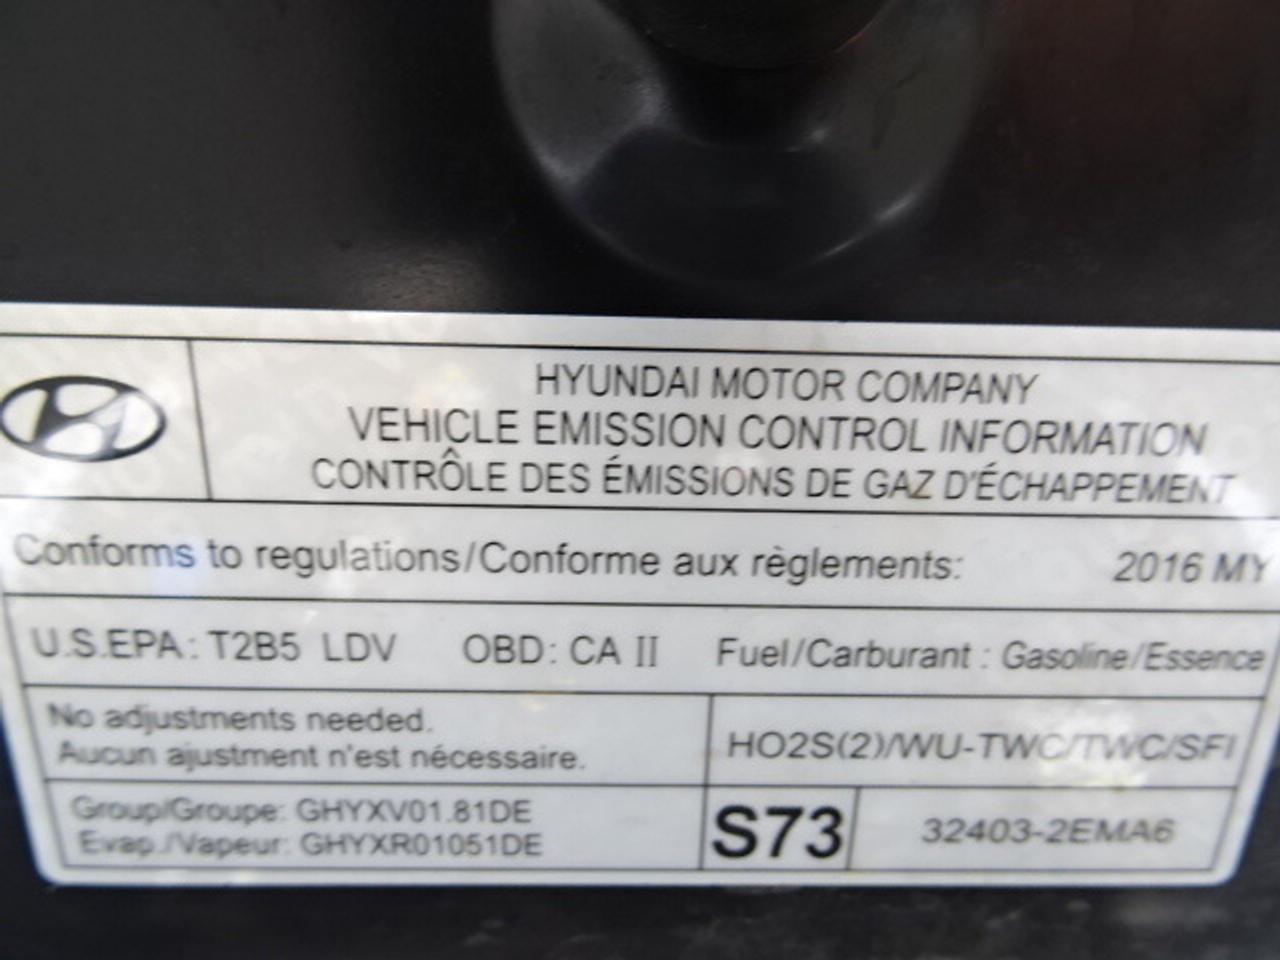 HYUNDAI MOTOR COMPANY
VEHICLE EMISSION CONTROL INFORMATION
CONTRÔLE DES ÉMISSIONS DE GAZ D'ÉCHAPPEMENT
Conforms to regulations/Conforme aux règlements: 2016 MY
U.S.EPA: T2B5 LDV OBD: CA II Fuel/Carburant : Gasoline/Essence
No adjustments needed.
Aucun ajustment n'est nécessaire.
HO2S(2)/WU-TWC/TWC/SFI
Group/Groupe: GHYXV01.81DE
Evap./Vapeur: GHYXR01051DE
S73
32403-2EMA6